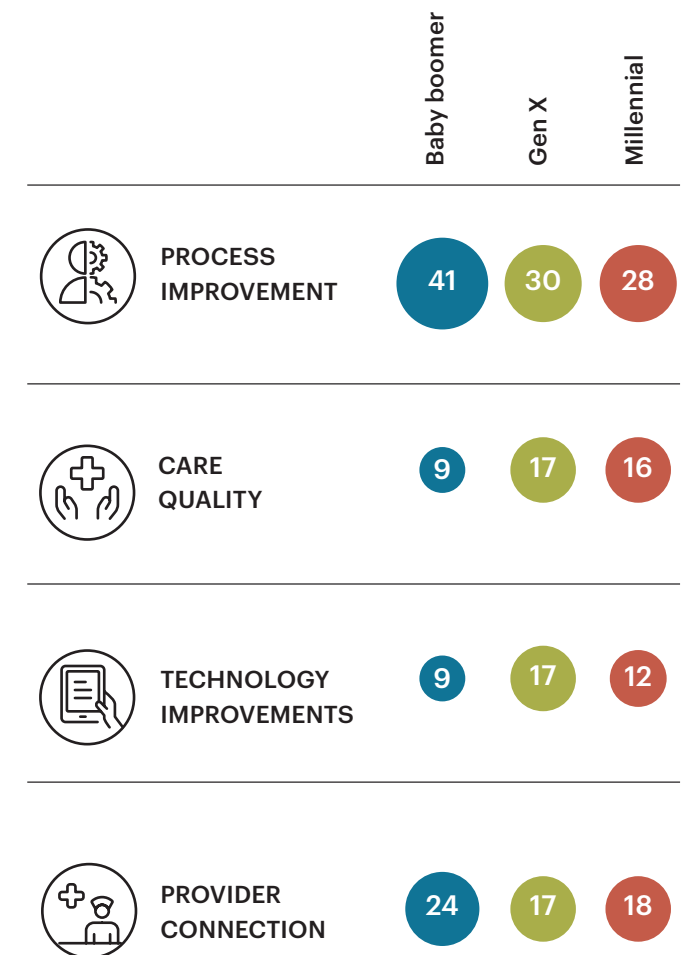 Baby boomer
Gen X
Millennial
PROCESS
IMPROVEMENT
41 30 28
CARE
QUALITY
9 17 16
TECHNOLOGY
IMPROVEMENTS
9 17 12
PROVIDER
CONNECTION
24 17 18